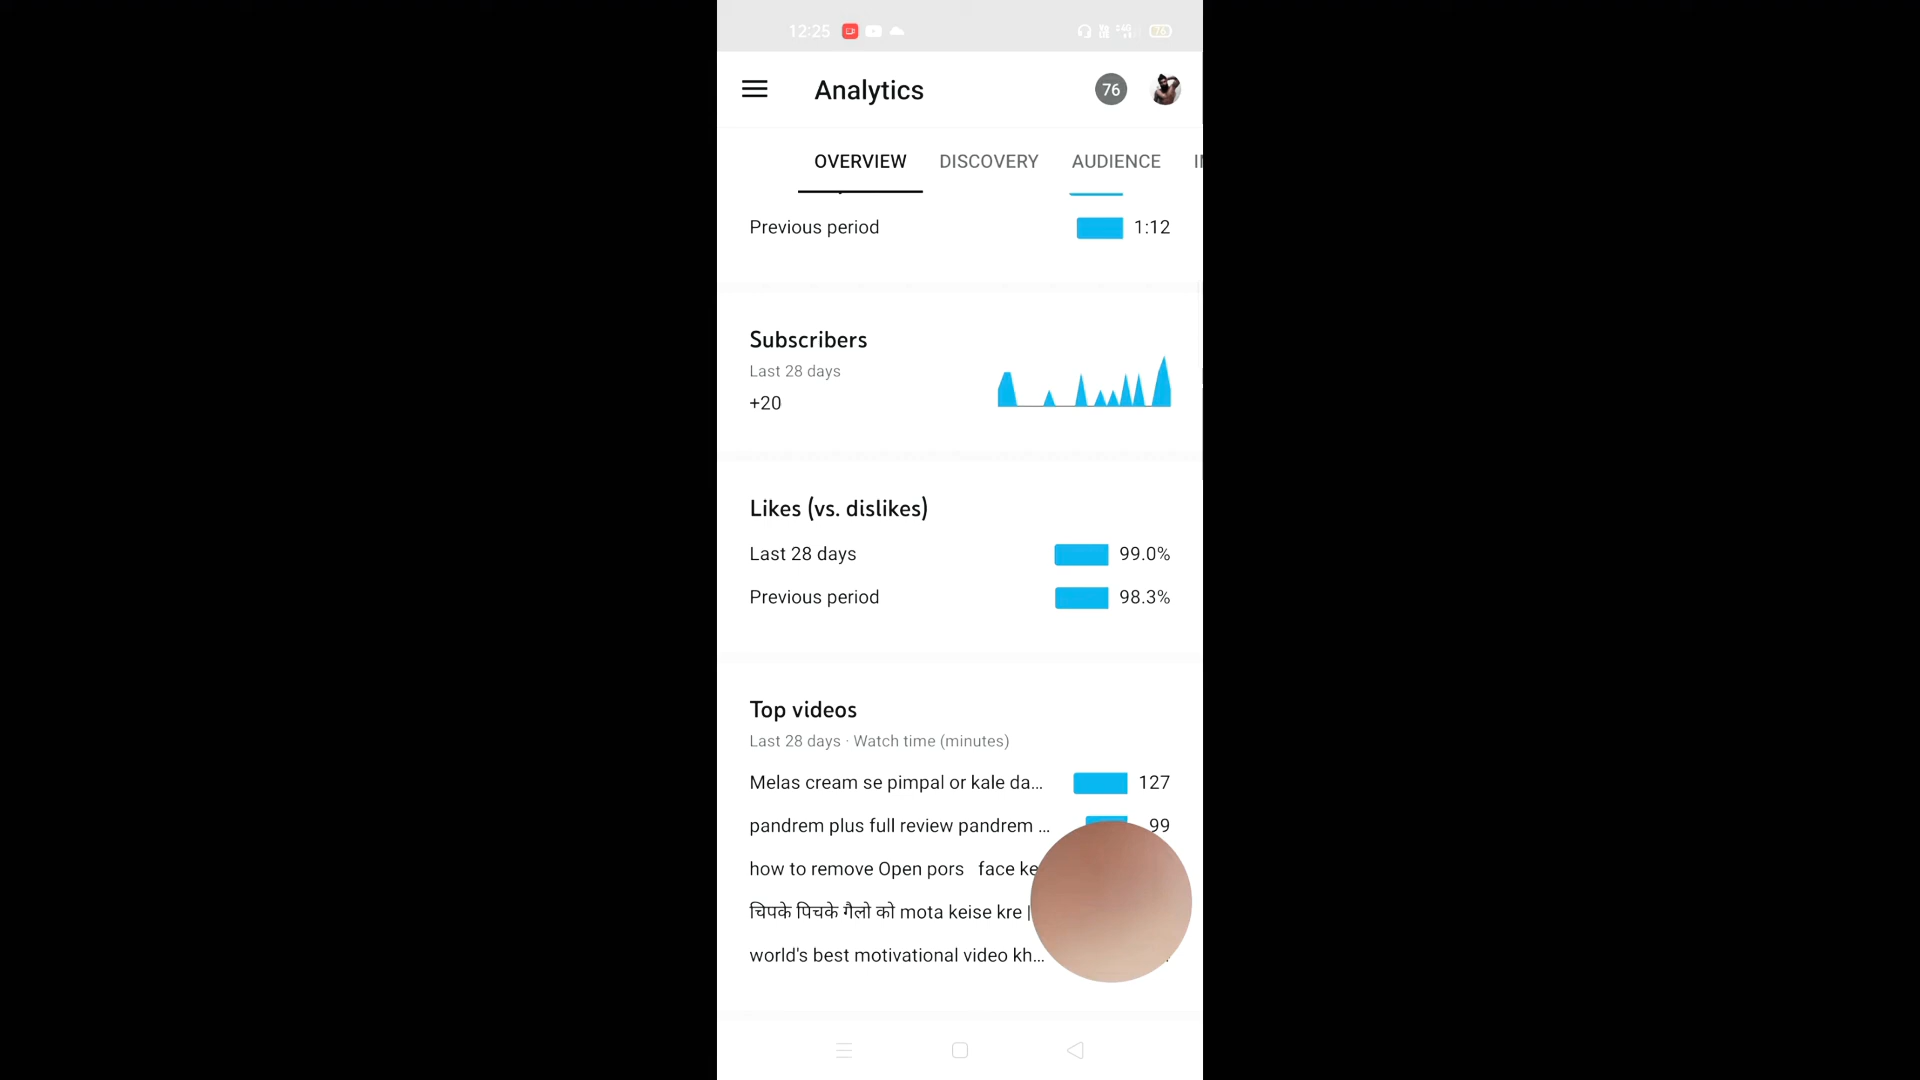 12:25
76
Analytics
76
OVERVIEW DISCOVERY AUDIENCE
Previous period 1:12
Subscribers
Last 28 days
+20
Likes (vs. dislikes)
Last 28 days 99.0%
Previous period 98.3%
Top videos
Last 28 days · Watch time (minutes)
Melas cream se pimpal or kale da... 127
pandrem plus full review pandrem ... 99
how to remove Open pors face ke
चिपके पिचके गैलो को mota keise kre |
world's best motivational video kh...